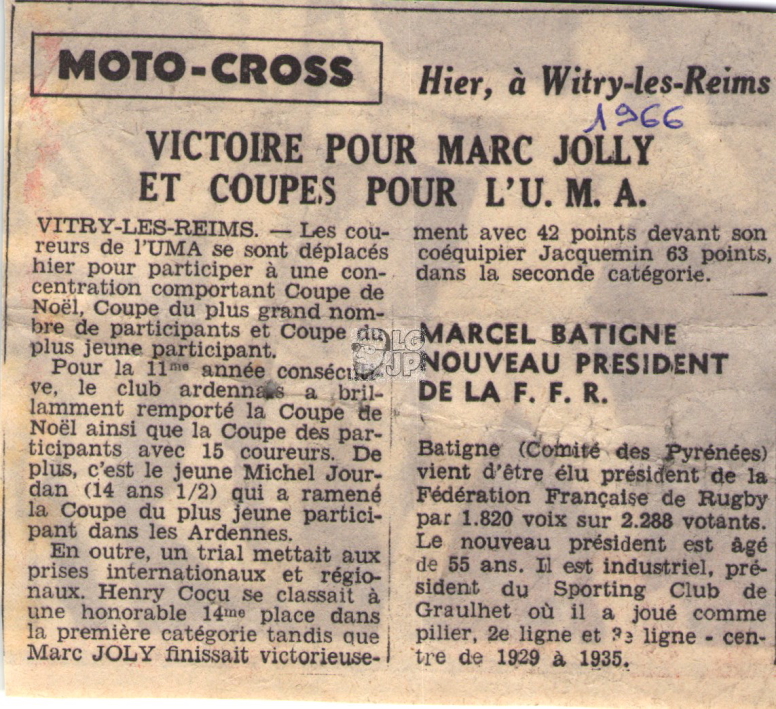 MOTO-CROSS
Hier, à Witry-les-Reims
1966
VICTOIRE POUR MARC JOLLY
ET COUPES POUR L'U. M. A.
VITRY-LES-REIMS. — Les cou-
reurs de l'UMA se sont déplacés
hier pour participer à une con-
centration comportant Coupe de
Noël, Coupe du plus grand nom-
bre de participants et Coupe du
plus jeune participant.
Pour la 11me année consécuti-
ve, le club ardennais a bril-
lamment remporté la Coupe de
Noël ainsi que la Coupe des par-
ticipants avec 15 coureurs. De
plus, c'est le jeune Michel Jour-
dan (14 ans 1/2) qui a ramené
la Coupe du plus jeune partici-
pant dans les Ardennes.
En outre, un trial mettait aux
prises internationaux et régio-
naux. Henry Cocu se classait à
une honorable 14me place dans
la première catégorie tandis que
Marc JOLY finissait victorieuse-
ment avec 42 points devant son
coéquipier Jacquemin 63 points,
dans la seconde catégorie.
LG
JP
MARCEL BATIGNE
NOUVEAU PRESIDENT
DE LA F. F. R.
Batigne (Comité des Pyrénées)
vient d'être élu président de la
Fédération Française de Rugby
par 1.820 voix sur 2.288 votants.
Le nouveau président est âgé
de 55 ans. Il est industriel, pré-
sident du Sporting Club de
Graulhet où il a joué comme
pilier, 2e ligne et 3e ligne - cen-
tre de 1929 à 1935.